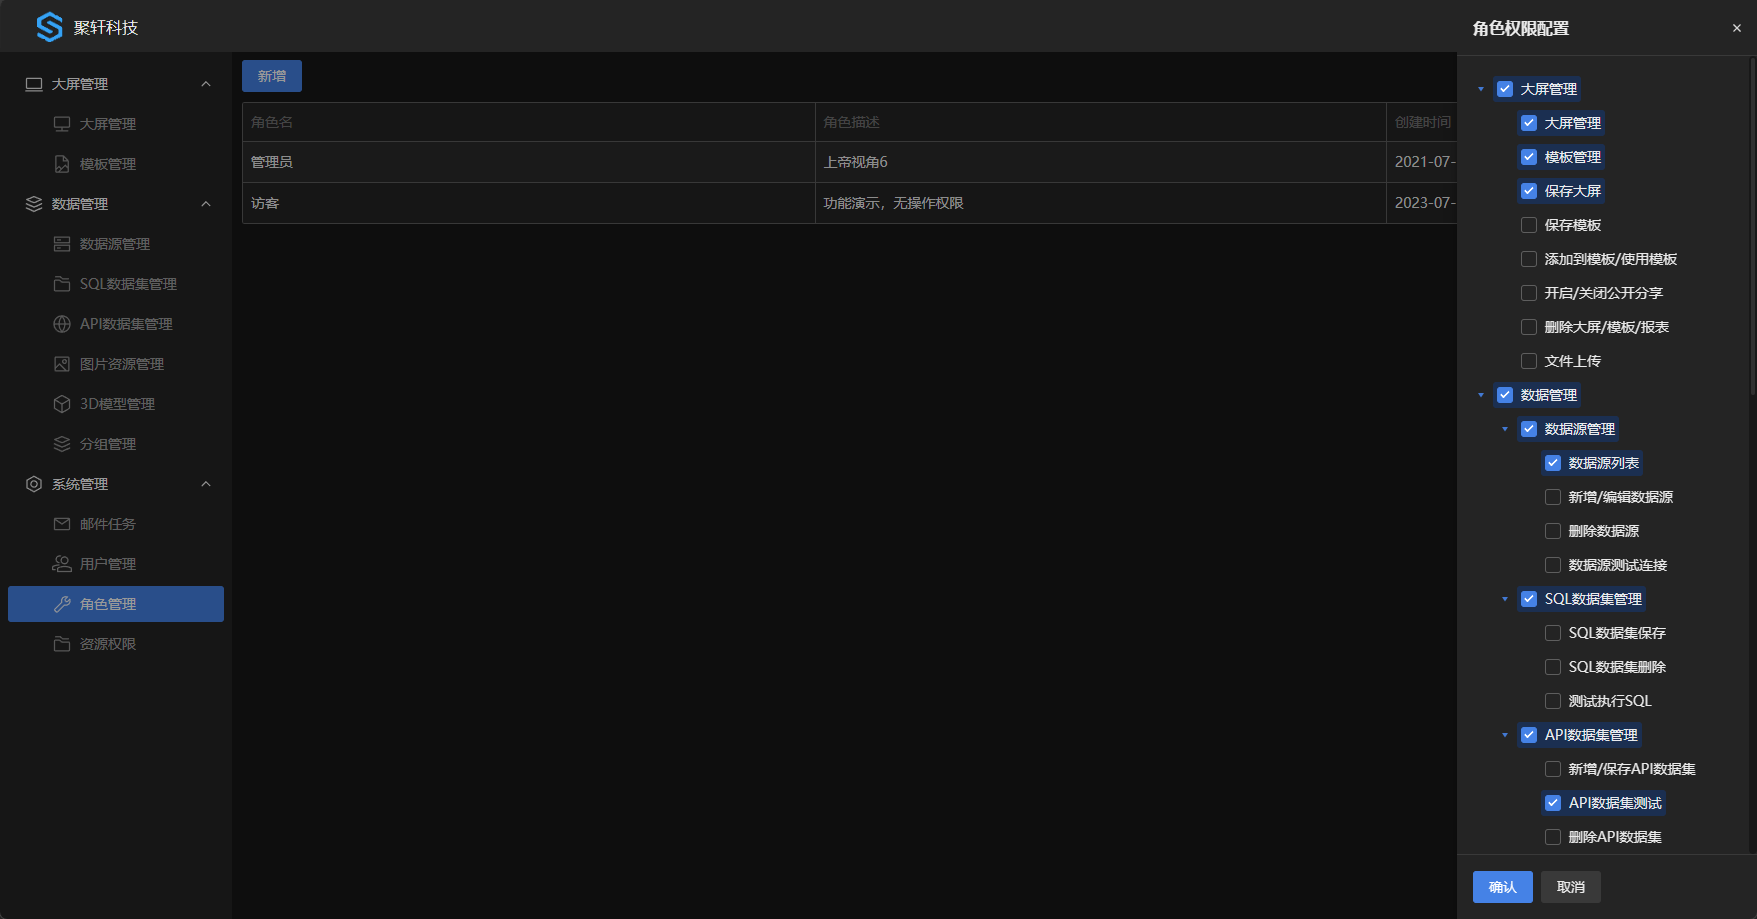 聚轩科技
大屏管理
大屏管理
模板管理
数据管理
数据源管理
SQL数据集管理
API数据集管理
图片资源管理
3D模型管理
分组管理
系统管理
邮件任务
用户管理
角色管理
资源权限
新增
角色名 角色描述 创建时间
管理员 上帝视角6 2021-07-
访客 功能演示，无操作权限 2023-07-
角色权限配置
大屏管理
大屏管理
模板管理
保存大屏
保存模板
添加到模板/使用模板
开启/关闭公开分享
删除大屏/模板/报表
文件上传
数据管理
数据源管理
数据源列表
新增/编辑数据源
删除数据源
数据源测试连接
SQL数据集管理
SQL数据集保存
SQL数据集删除
测试执行SQL
API数据集管理
新增/保存API数据集
API数据集测试
删除API数据集
确认 取消